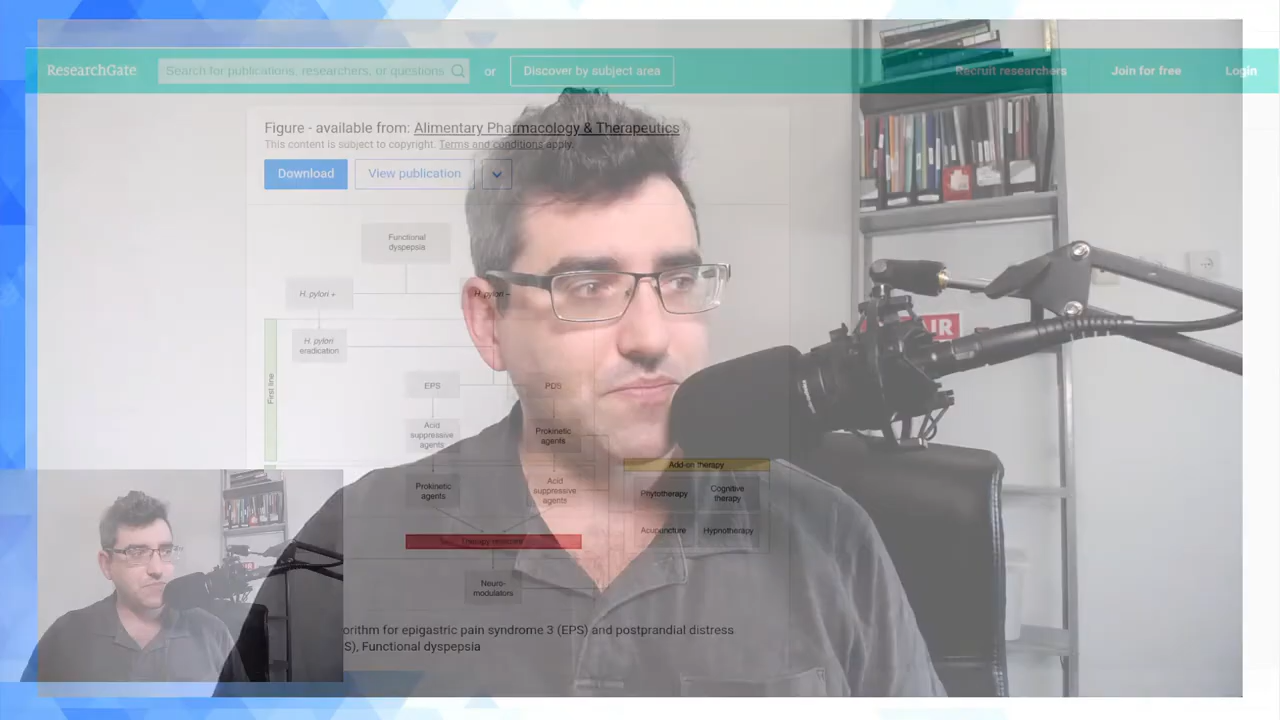 ResearchGate
Search for publications, researchers, or questions
or
Discover by subject area
Recruit researchers
Join for free
Login
Figure - available from: Alimentary Pharmacology & Therapeutics
This content is subject to copyright. Terms and conditions apply.
Download
View publication
Functional
dyspepsia
H. pylori +
H. pylori –
H. pylori
eradication
First line
EPS
PDS
Acid
suppressive
agents
Prokinetic
agents
Add-on therapy
Prokinetic
agents
Acid
suppressive
agents
Phytotherapy
Cognitive
therapy
Acupuncture
Hypnotherapy
Therapy resistant
Neuro-
modulators
orithm for epigastric pain syndrome 3 (EPS) and postprandial distress
S), Functional dyspepsia
IR